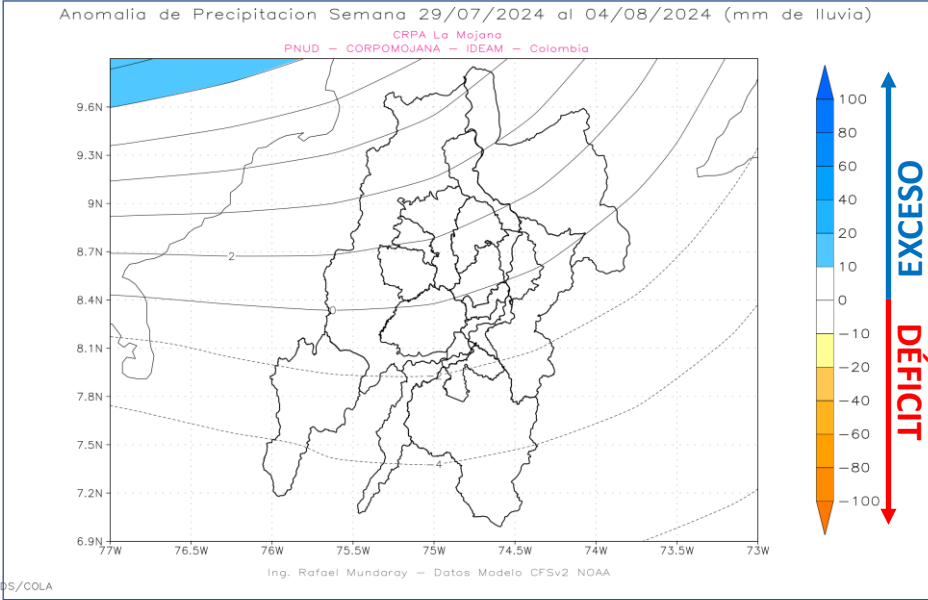 Anomalia de Precipitacion Semana 29/07/2024 al 04/08/2024 (mm de lluvia)
CRPA La Mojana
PNUD – CORPOMOJANA – IDEAM – Colombia
9.6N
9.3N
9N
8.7N
8.4N
8.1N
7.8N
7.5N
7.2N
6.9N
77W
76.5W
76W
75.5W
75W
74.5W
74W
73.5W
73W
2
0
4
100
80
60
40
20
10
0
−10
−20
−40
−60
−80
−100
EXCESO
DÉFICIT
Ing. Rafael Mundaray – Datos Modelo CFSv2 NOAA
DS/COLA